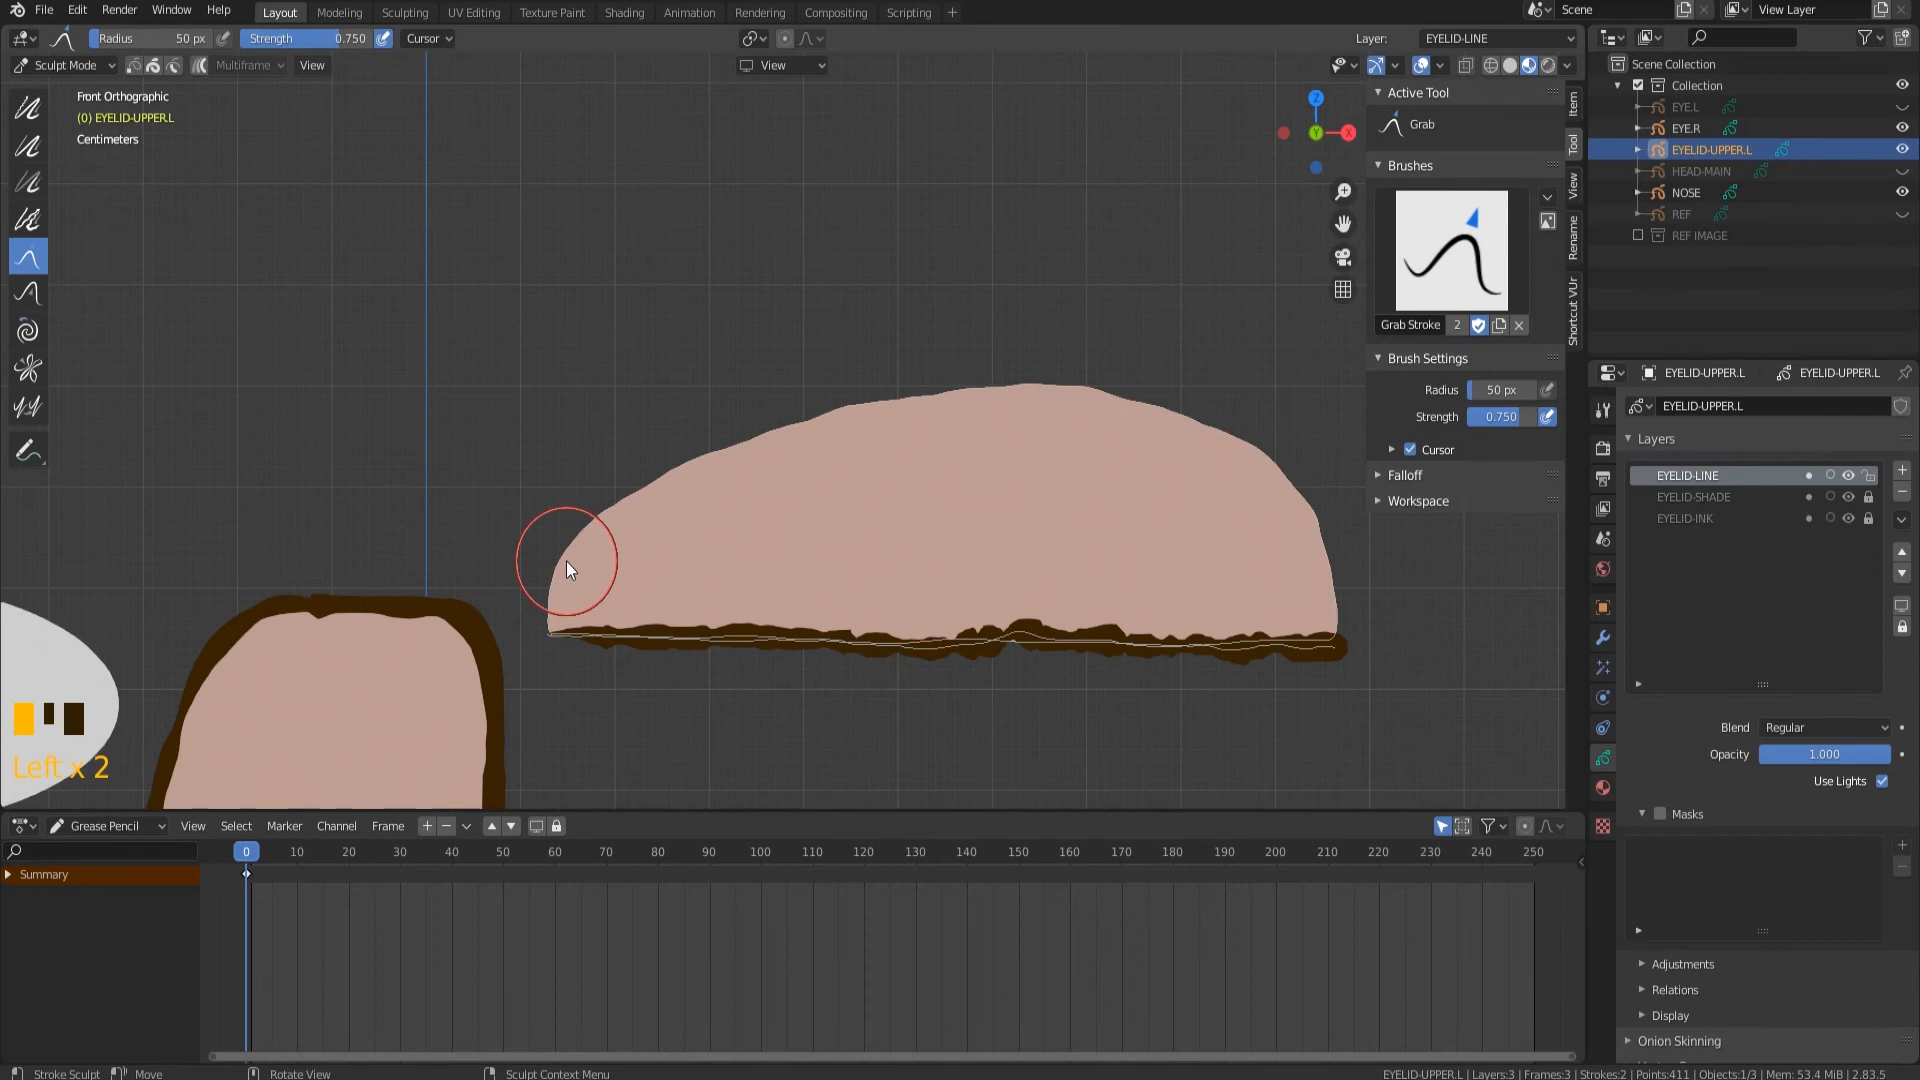 File Edit Render Window Help Layout Modeling Sculpting UV Editing Texture Paint Shading Animation Rendering Compositing Scripting + Scene View Layer
Radius 50 px Strength 0.750 Cursor Layer: EYELID-LINE
Sculpt Mode Multiframe View View
Front Orthographic
(0) EYELID-UPPER.L
Centimeters
Z
Y
X
Active Tool
Grab
Brushes
Grab Stroke 2
Brush Settings
Radius 50 px
Strength 0.750
Cursor
Falloff
Workspace
Item
Tool
View
Rename
Shortcut VUr
Scene Collection
Collection
EYE.L
EYE.R
EYELID-UPPER.L
HEAD-MAIN
NOSE
REF
REF IMAGE
EYELID-UPPER.L EYELID-UPPER.L
EYELID-UPPER.L
Layers
EYELID-LINE
EYELID-SHADE
EYELID-INK
Blend Regular
Opacity 1.000
Use Lights
Masks
Adjustments
Relations
Display
Onion Skinning
Left x 2
Grease Pencil View Select Marker Channel Frame
0 10 20 30 40 50 60 70 80 90 100 110 120 130 140 150 160 170 180 190 200 210 220 230 240 250
Summary
Stroke Sculpt Move Rotate View Sculpt Context Menu EYELID-UPPER.L | Layers:3 | Frames:3 | Strokes:2 | Points:411 | Objects:1/3 | Mem: 53.4 MiB | 2.83.5